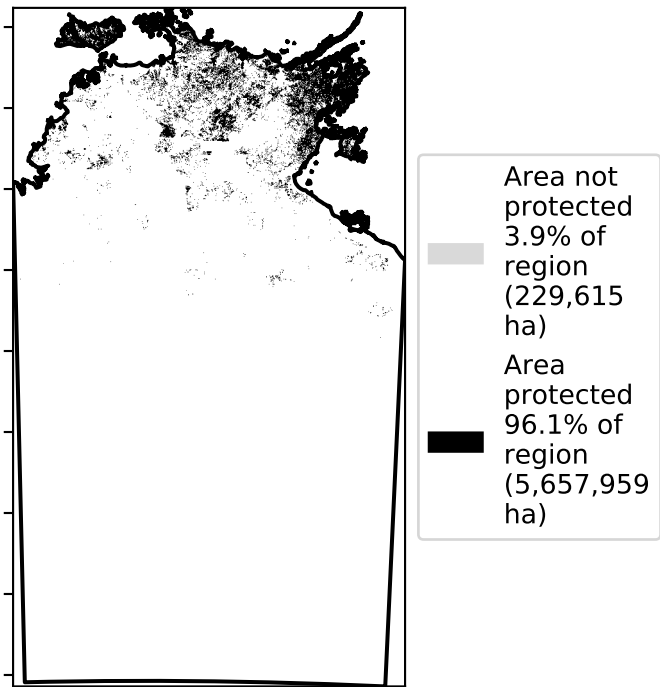 Area not
protected
3.9% of
region
(229,615
ha)
Area
protected
96.1% of
region
(5,657,959
ha)